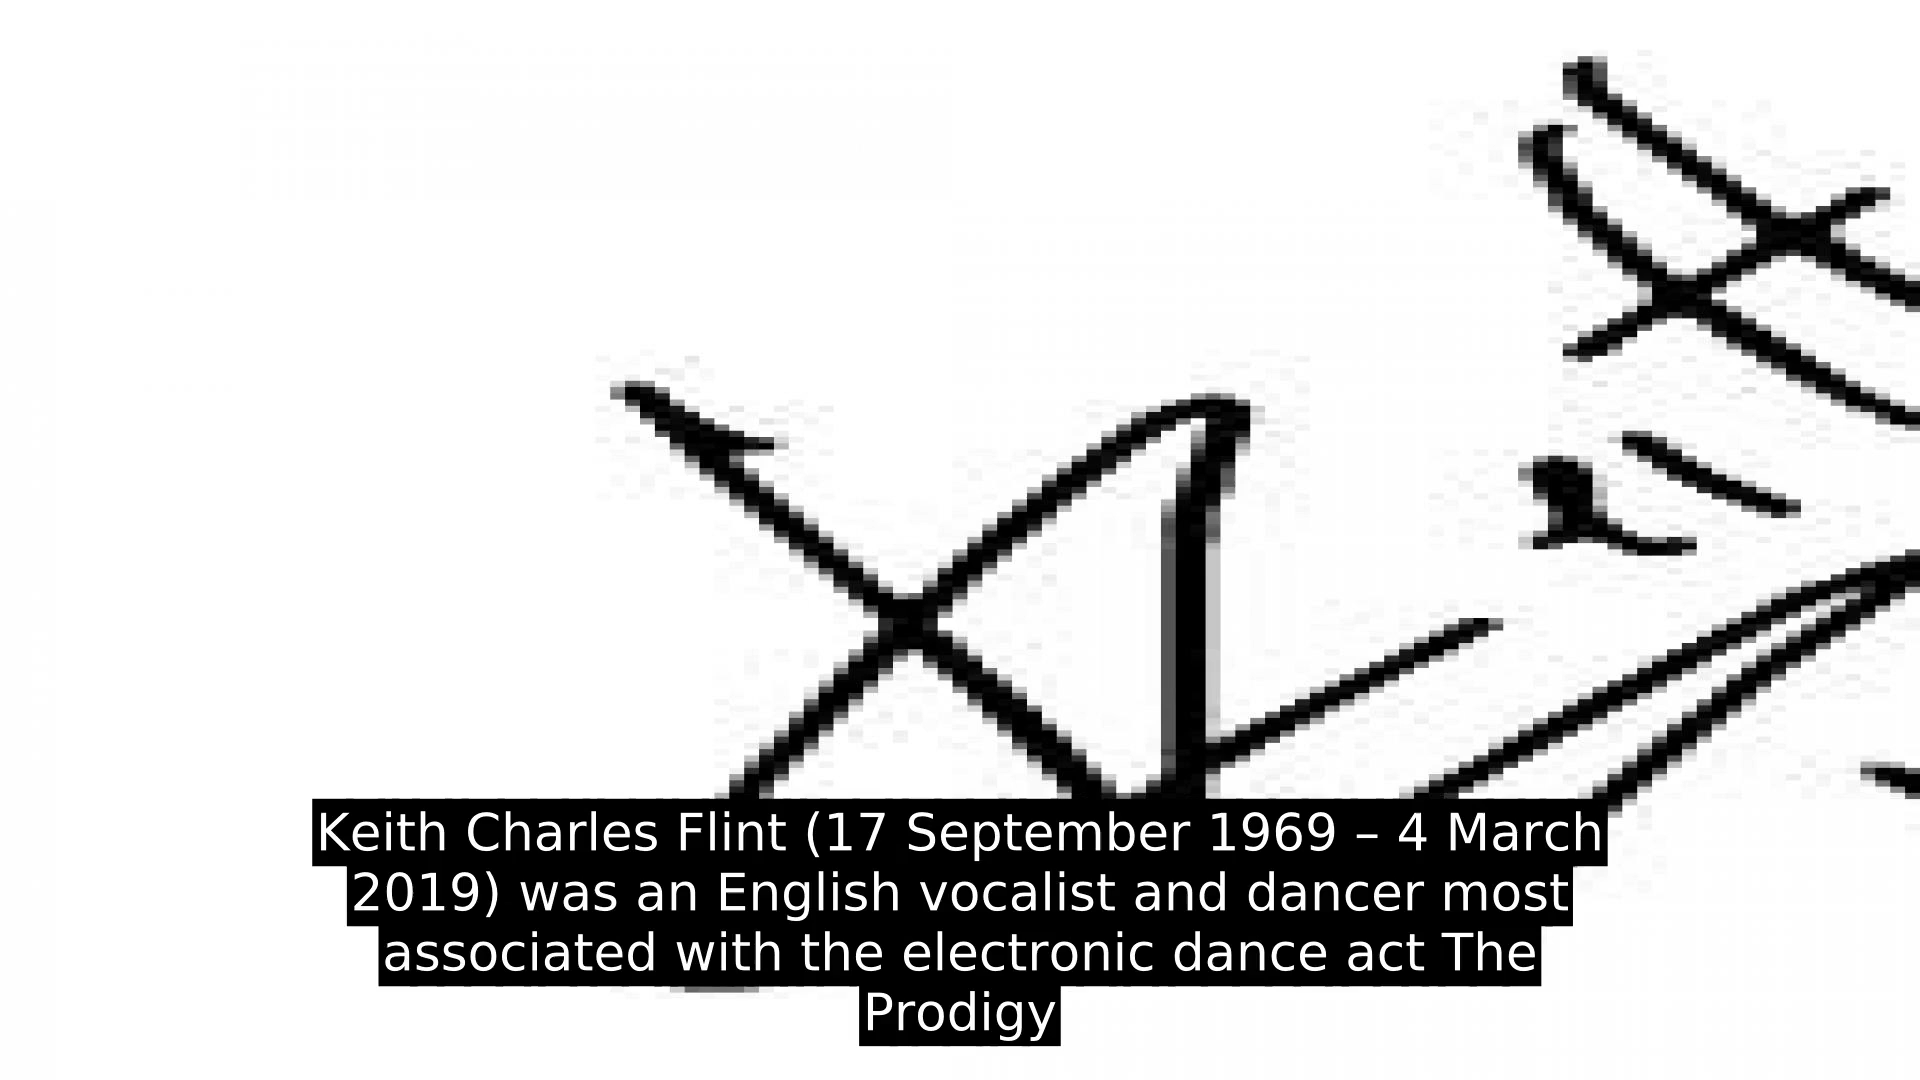 Keith Charles Flint (17 September 1969 – 4 March
2019) was an English vocalist and dancer most
associated with the electronic dance act The
Prodigy